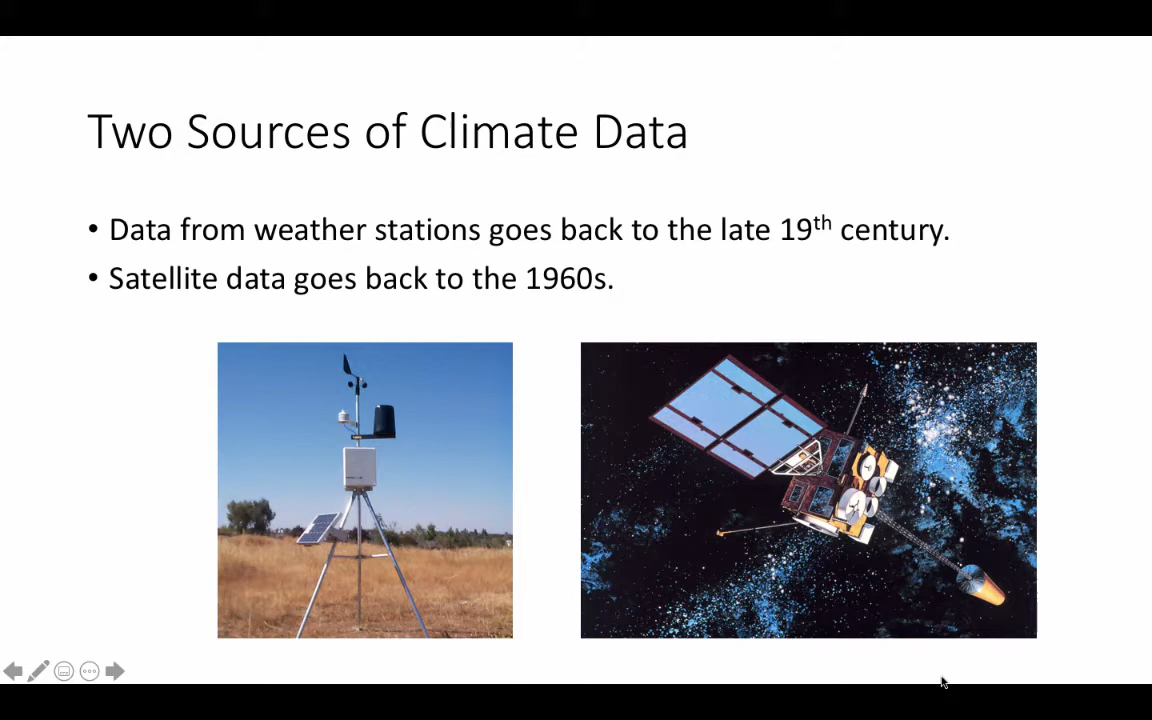 Two Sources of Climate Data
• Data from weather stations goes back to the late 19th century.
• Satellite data goes back to the 1960s.